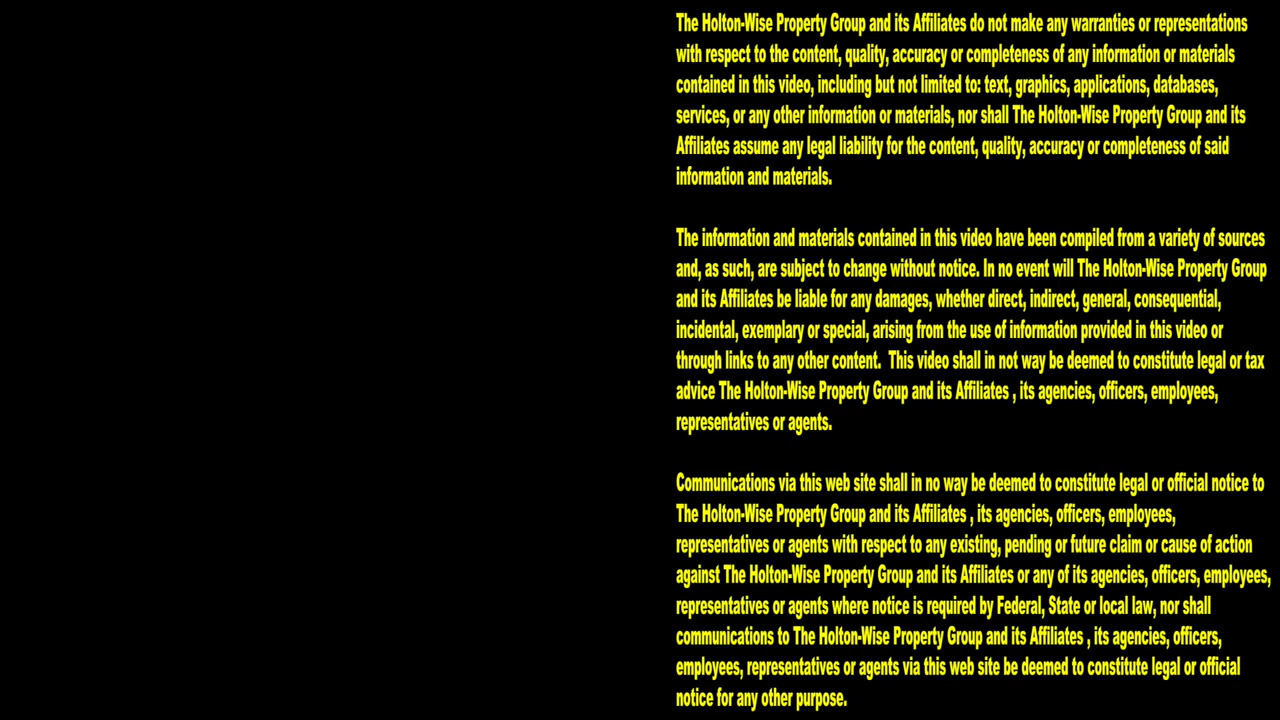 The Holton-Wise Property Group and its Affiliates do not make any warranties or representations
with respect to the content, quality, accuracy or completeness of any information or materials
contained in this video, including but not limited to: text, graphics, applications, databases,
services, or any other information or materials, nor shall The Holton-Wise Property Group and its
Affiliates assume any legal liability for the content, quality, accuracy or completeness of said
information and materials.
The information and materials contained in this video have been compiled from a variety of sources
and, as such, are subject to change without notice. In no event will The Holton-Wise Property Group
and its Affiliates be liable for any damages, whether direct, indirect, general, consequential,
incidental, exemplary or special, arising from the use of information provided in this video or
through links to any other content.  This video shall in not way be deemed to constitute legal or tax
advice The Holton-Wise Property Group and its Affiliates , its agencies, officers, employees,
representatives or agents.
Communications via this web site shall in no way be deemed to constitute legal or official notice to
The Holton-Wise Property Group and its Affiliates , its agencies, officers, employees,
representatives or agents with respect to any existing, pending or future claim or cause of action
against The Holton-Wise Property Group and its Affiliates or any of its agencies, officers, employees,
representatives or agents where notice is required by Federal, State or local law, nor shall
communications to The Holton-Wise Property Group and its Affiliates , its agencies, officers,
employees, representatives or agents via this web site be deemed to constitute legal or official
notice for any other purpose.